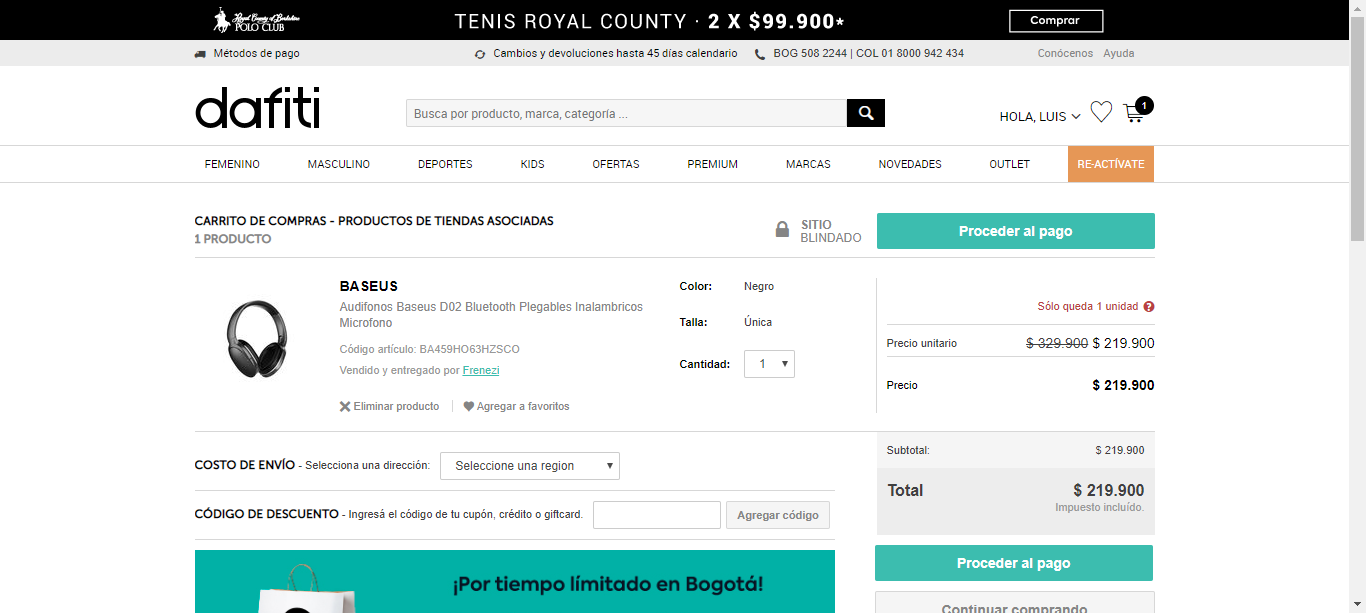 Royal County of Berkshire
POLO CLUB
TENIS ROYAL COUNTY · 2 X $99.900*
Comprar
Métodos de pago
Cambios y devoluciones hasta 45 días calendario
BOG 508 2244 | COL 01 8000 942 434
Conócenos Ayuda
dafiti
Busca por producto, marca, categoría ...
HOLA, LUIS
1
FEMENINO MASCULINO DEPORTES KIDS OFERTAS PREMIUM MARCAS NOVEDADES OUTLET RE-ACTÍVATE
CARRITO DE COMPRAS - PRODUCTOS DE TIENDAS ASOCIADAS
1 PRODUCTO
SITIO
BLINDADO
Proceder al pago
BASEUS
Audifonos Baseus D02 Bluetooth Plegables Inalambricos
Microfono
Código artículo: BA459HO63HZSCO
Vendido y entregado por Frenezi
Eliminar producto
Agregar a favoritos
Color: Negro
Talla: Única
Cantidad: 1
Sólo queda 1 unidad ?
Precio unitario $ 329.900 $ 219.900
Precio $ 219.900
COSTO DE ENVÍO - Selecciona una dirección: Seleccione una region
CÓDIGO DE DESCUENTO - Ingresá el código de tu cupón, crédito o giftcard. Agregar código
Subtotal: $ 219.900
Total $ 219.900
Impuesto incluído.
Proceder al pago
Continuar comprando
¡Por tiempo límitado en Bogotá!